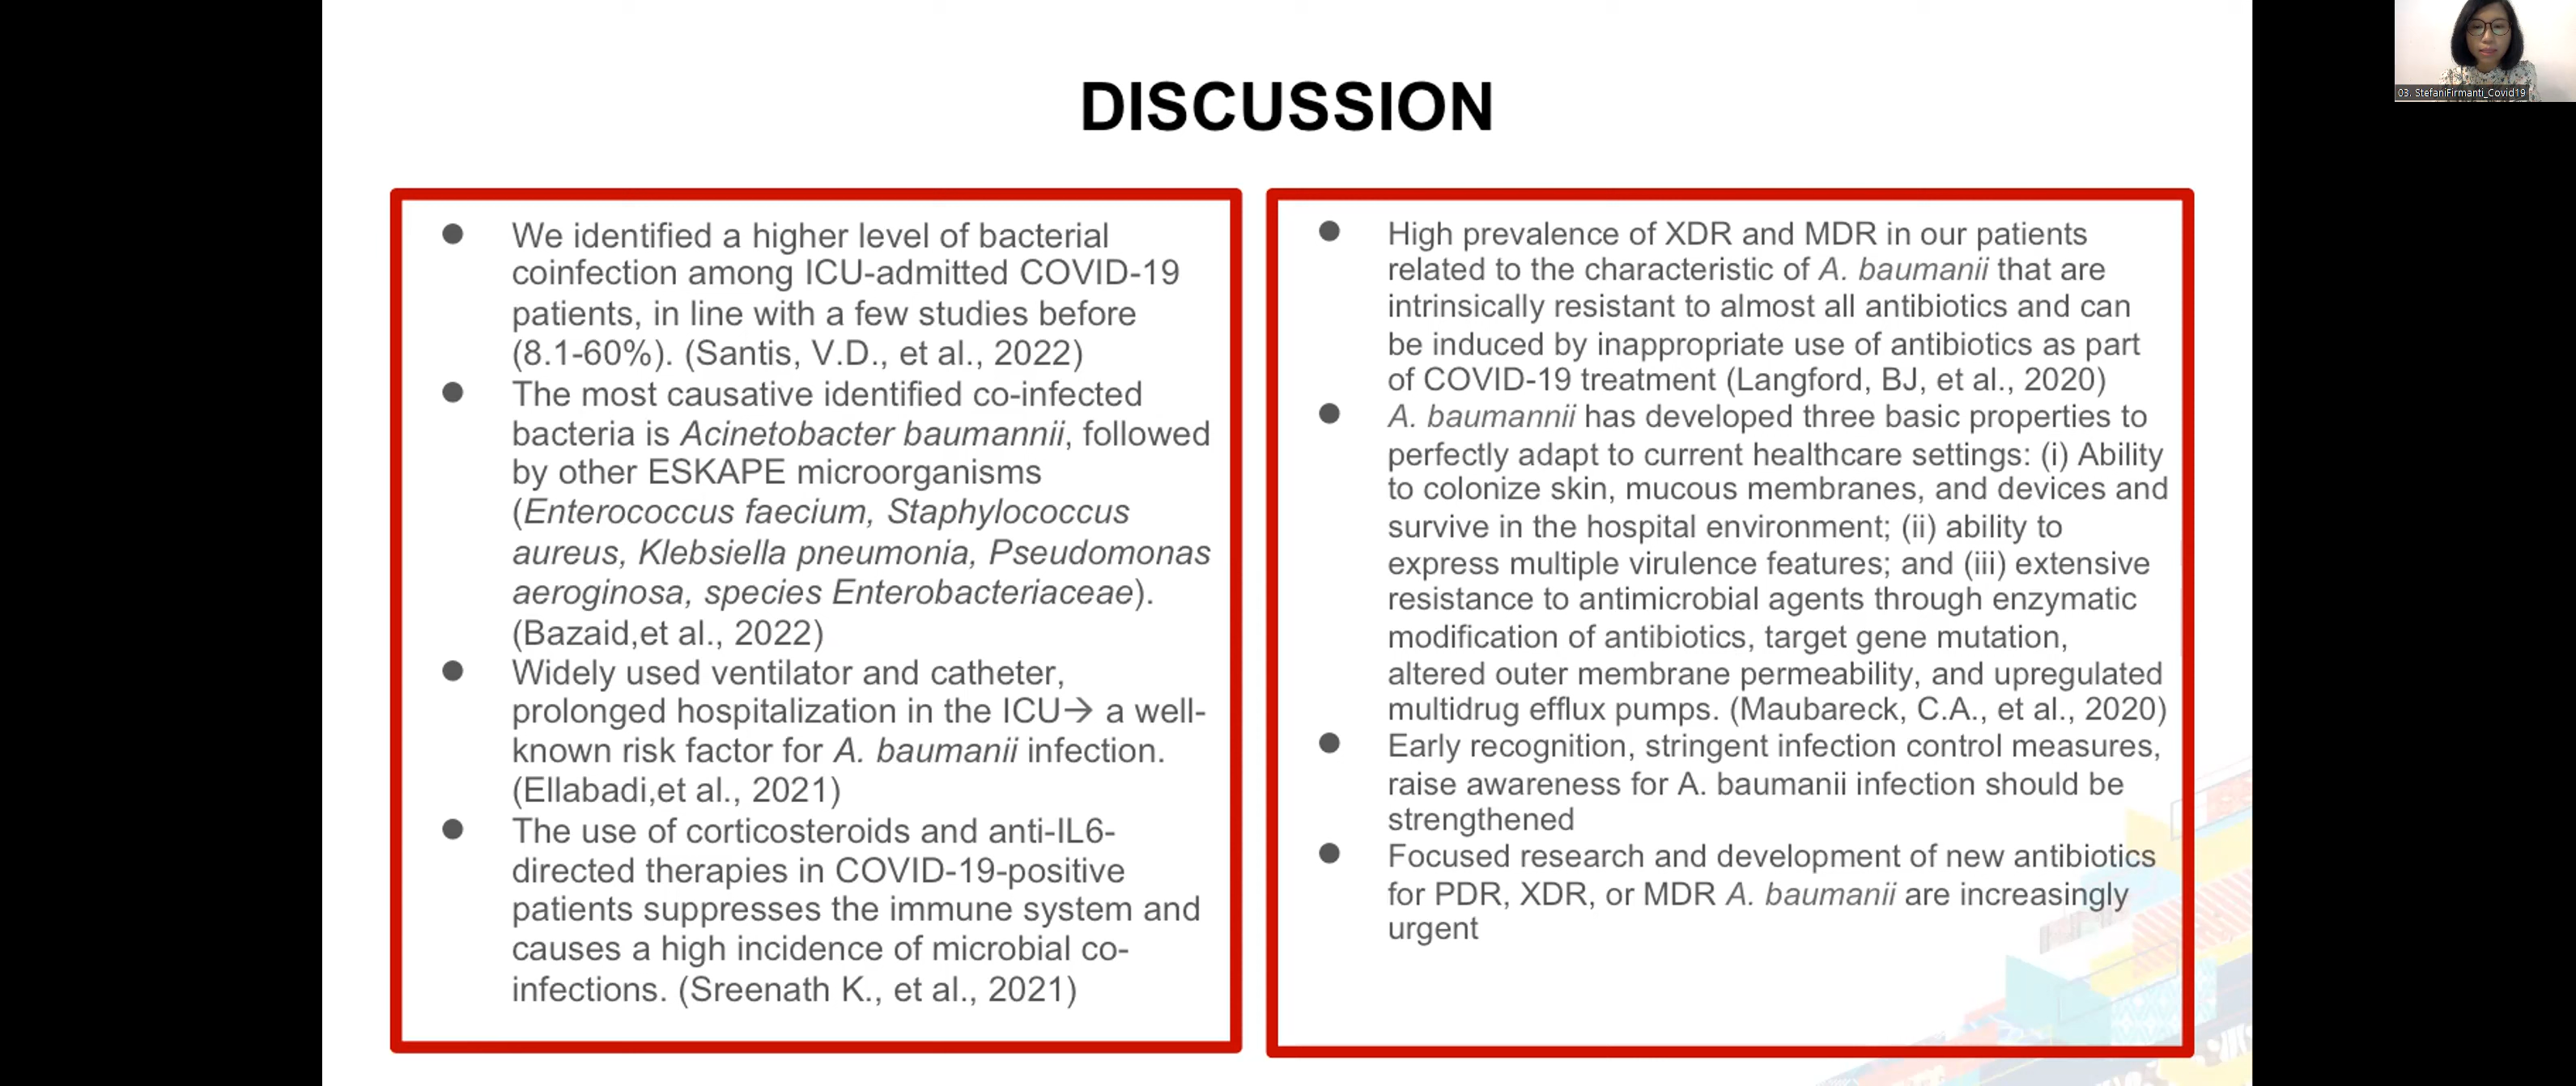 DISCUSSION
● We identified a higher level of bacterial
coinfection among ICU-admitted COVID-19
patients, in line with a few studies before
(8.1-60%). (Santis, V.D., et al., 2022)
● The most causative identified co-infected
bacteria is Acinetobacter baumannii, followed
by other ESKAPE microorganisms
(Enterococcus faecium, Staphylococcus
aureus, Klebsiella pneumonia, Pseudomonas
aeroginosa, species Enterobacteriaceae).
(Bazaid,et al., 2022)
● Widely used ventilator and catheter,
prolonged hospitalization in the ICU→ a well-
known risk factor for A. baumanii infection.
(Ellabadi,et al., 2021)
● The use of corticosteroids and anti-IL6-
directed therapies in COVID-19-positive
patients suppresses the immune system and
causes a high incidence of microbial co-
infections. (Sreenath K., et al., 2021)
● High prevalence of XDR and MDR in our patients
related to the characteristic of A. baumanii that are
intrinsically resistant to almost all antibiotics and can
be induced by inappropriate use of antibiotics as part
of COVID-19 treatment (Langford, BJ, et al., 2020)
● A. baumannii has developed three basic properties to
perfectly adapt to current healthcare settings: (i) Ability
to colonize skin, mucous membranes, and devices and
survive in the hospital environment; (ii) ability to
express multiple virulence features; and (iii) extensive
resistance to antimicrobial agents through enzymatic
modification of antibiotics, target gene mutation,
altered outer membrane permeability, and upregulated
multidrug efflux pumps. (Maubareck, C.A., et al., 2020)
● Early recognition, stringent infection control measures,
raise awareness for A. baumanii infection should be
strengthened
● Focused research and development of new antibiotics
for PDR, XDR, or MDR A. baumanii are increasingly
urgent
03. StefaniFirmanti_Covid19